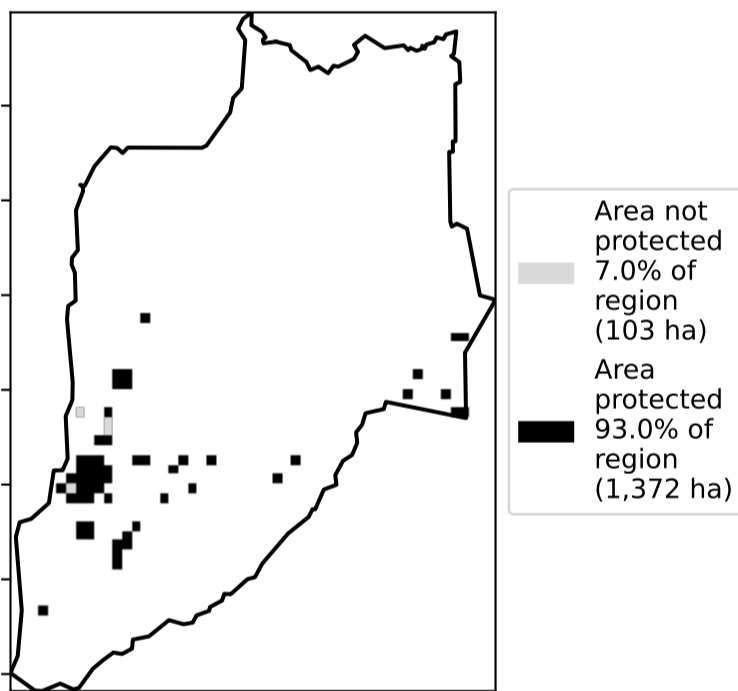 Area not
protected
7.0% of
region
(103 ha)
Area
protected
93.0% of
region
(1,372 ha)